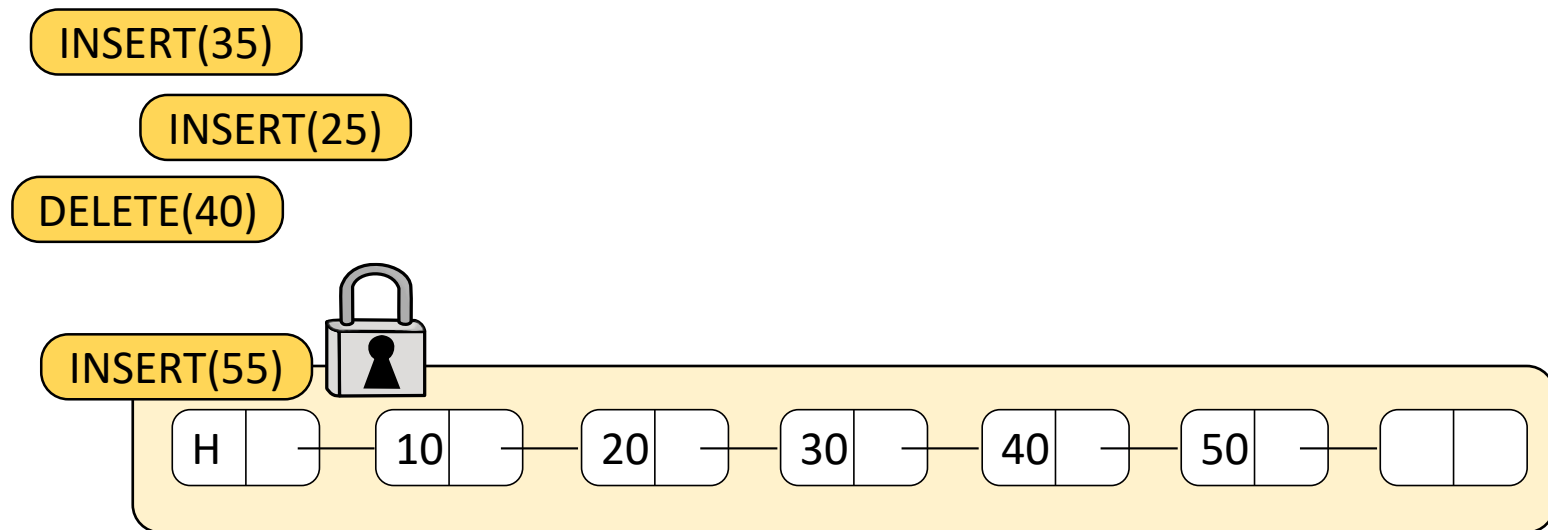 INSERT(35)
INSERT(25)
DELETE(40)
INSERT(55)
H 10 20 30 40 50